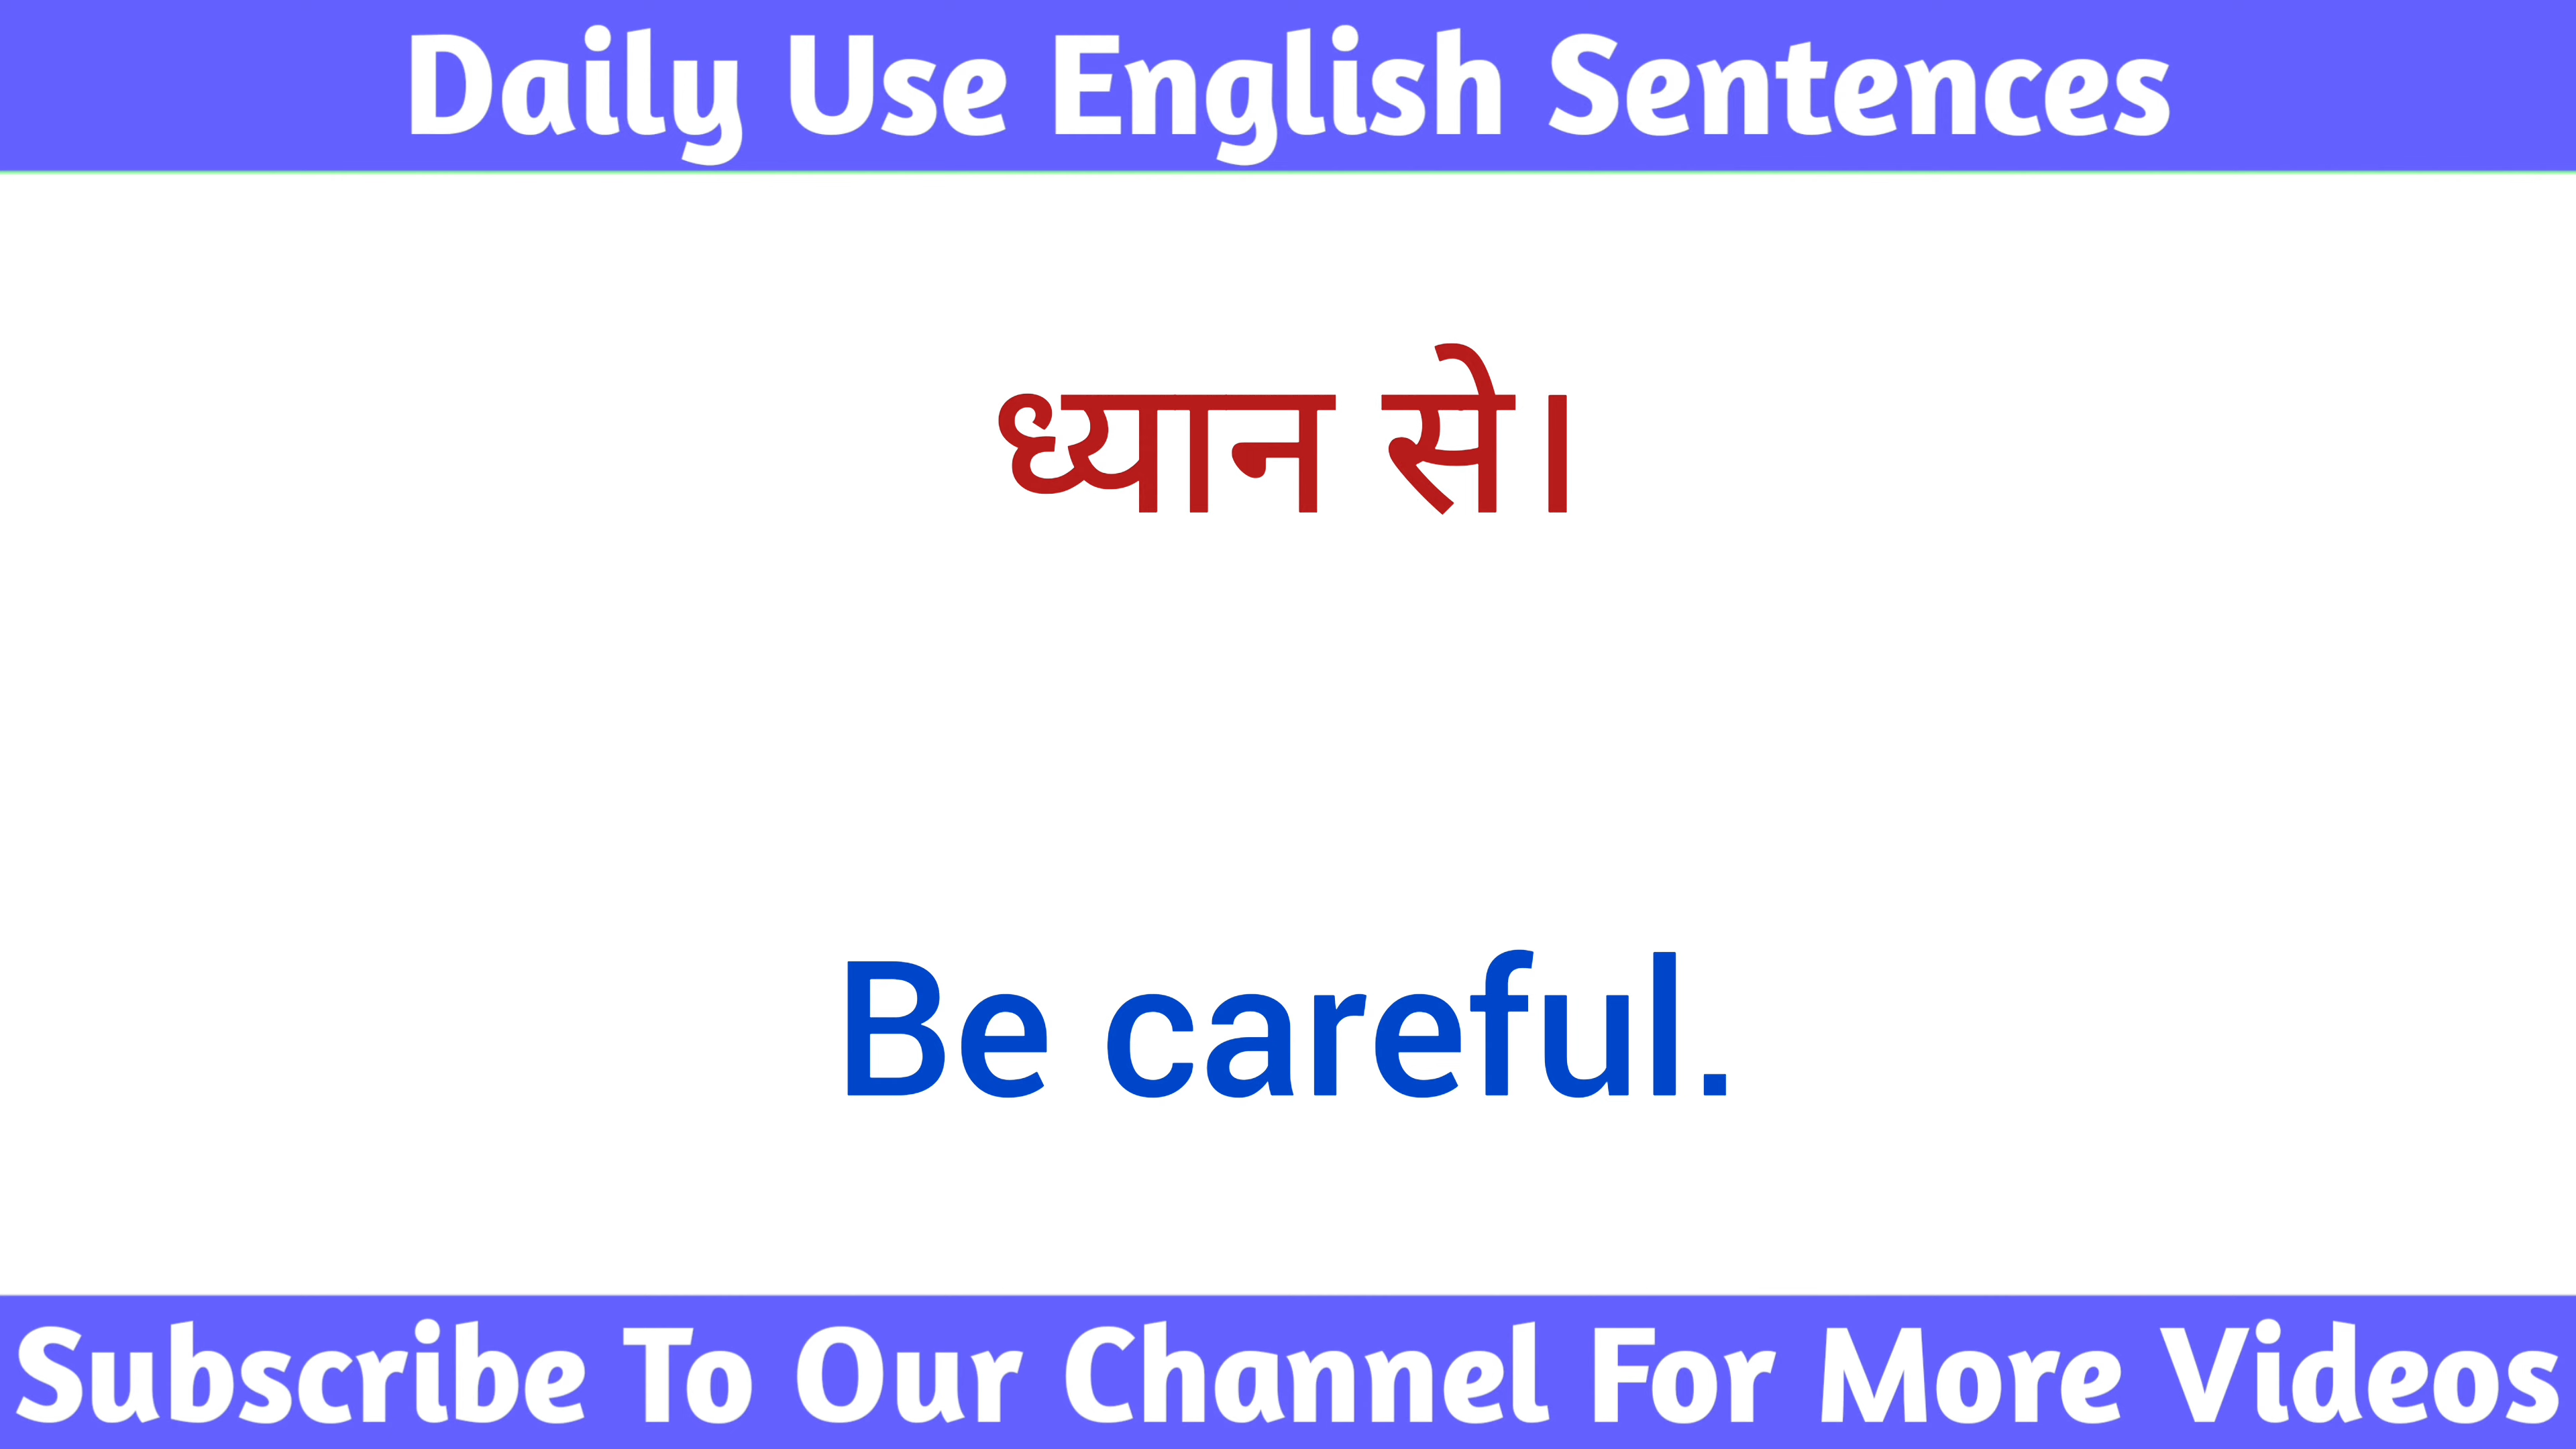 Daily Use English Sentences
ध्यान से।
Be careful.
Subscribe To Our Channel For More Videos